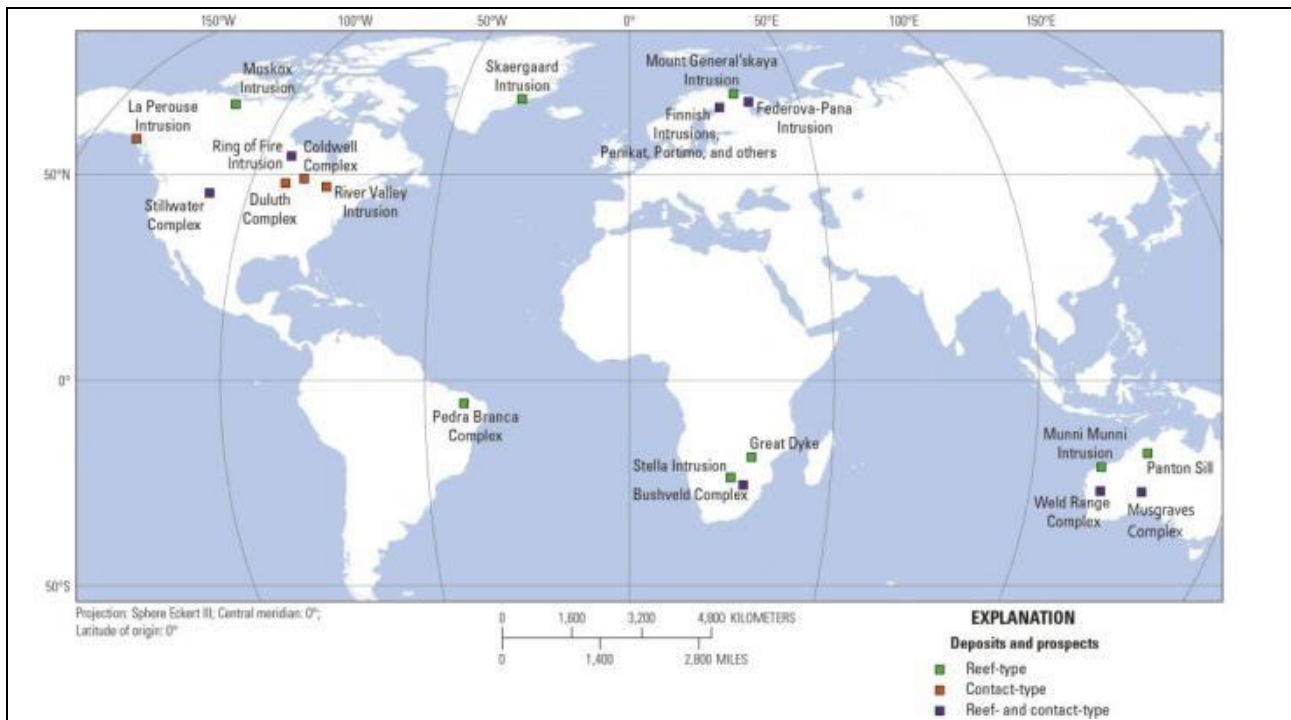 150°W 100°W 50°W 0° 50°E 100°E 150°E
Muskox
Intrusion
Skaergaard
Intrusion
Mount General'skaya
Intrusion
La Perouse
Intrusion
Finnish
Intrusions,
Penikat, Portimo, and others
Federova-Pana
Intrusion
Ring of Fire
Intrusion
Coldwell
Complex
50°N
Stillwater
Complex
Duluth
Complex
River Valley
Intrusion
0°
Pedra Branca
Complex
Great Dyke
Stella Intrusion
Bushveld Complex
Munni Munni
Intrusion
Panton Sill
Weld Range
Complex
Musgraves
Complex
50°S
Projection: Sphere Eckert III; Central meridian: 0°;
Latitude of origin: 0°
0 1,600 3,200 4,800 KILOMETERS
0 1,400 2,800 MILES
EXPLANATION
Deposits and prospects
Reef-type
Contact-type
Reef- and contact-type